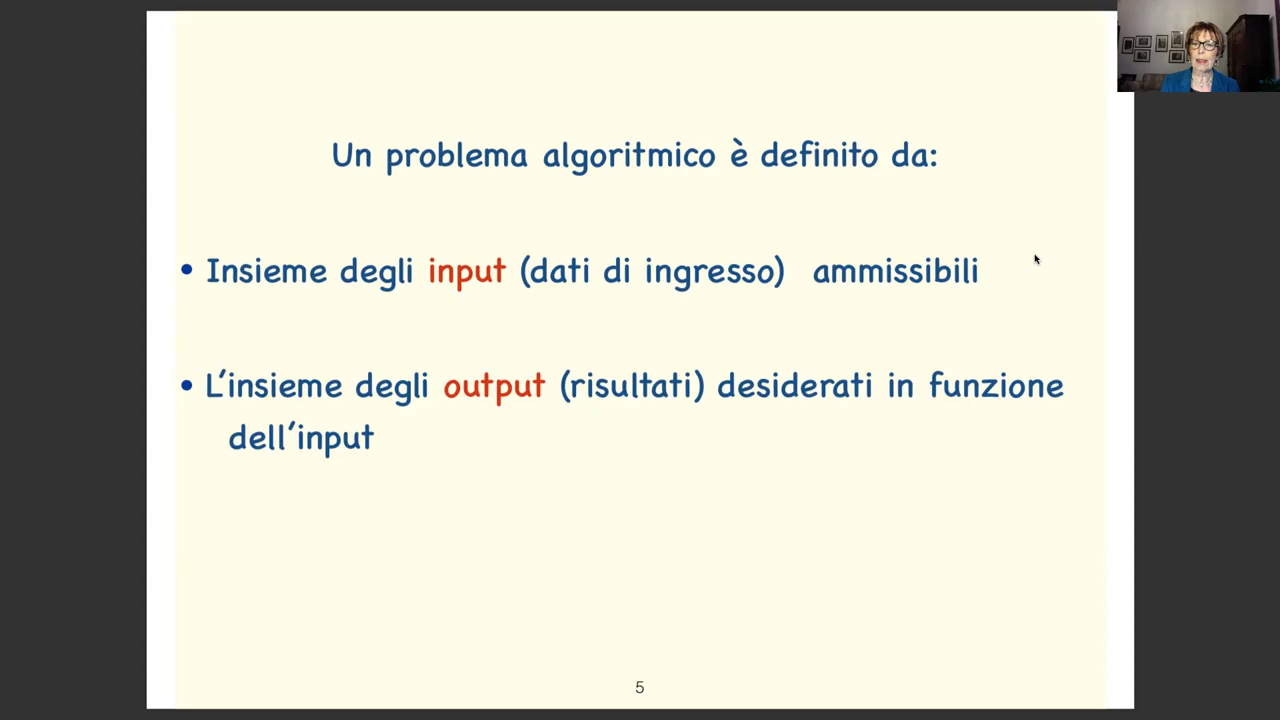 Un problema algoritmico è definito da:
• Insieme degli input (dati di ingresso) ammissibili
• L'insieme degli output (risultati) desiderati in funzione
dell'input
5